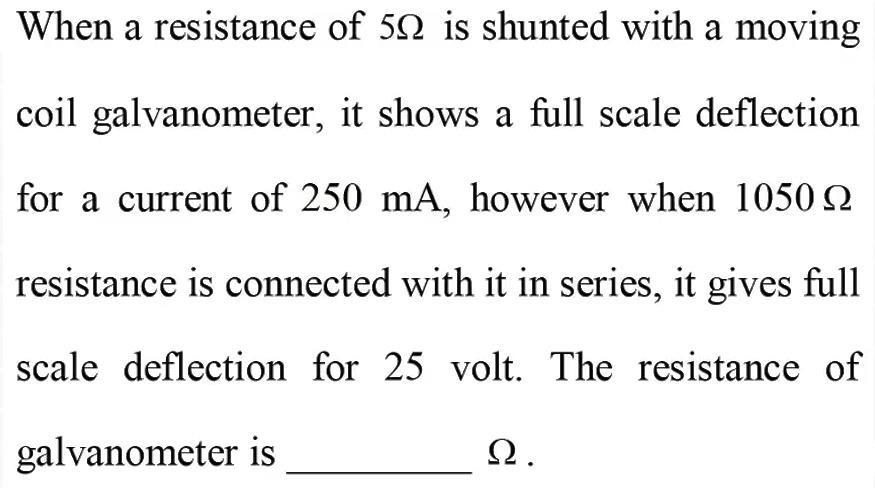 When a resistance of 5Ω is shunted with a moving
coil galvanometer, it shows a full scale deflection
for a current of 250 mA, however when 1050 Ω
resistance is connected with it in series, it gives full
scale deflection for 25 volt. The resistance of
galvanometer is _________ Ω .